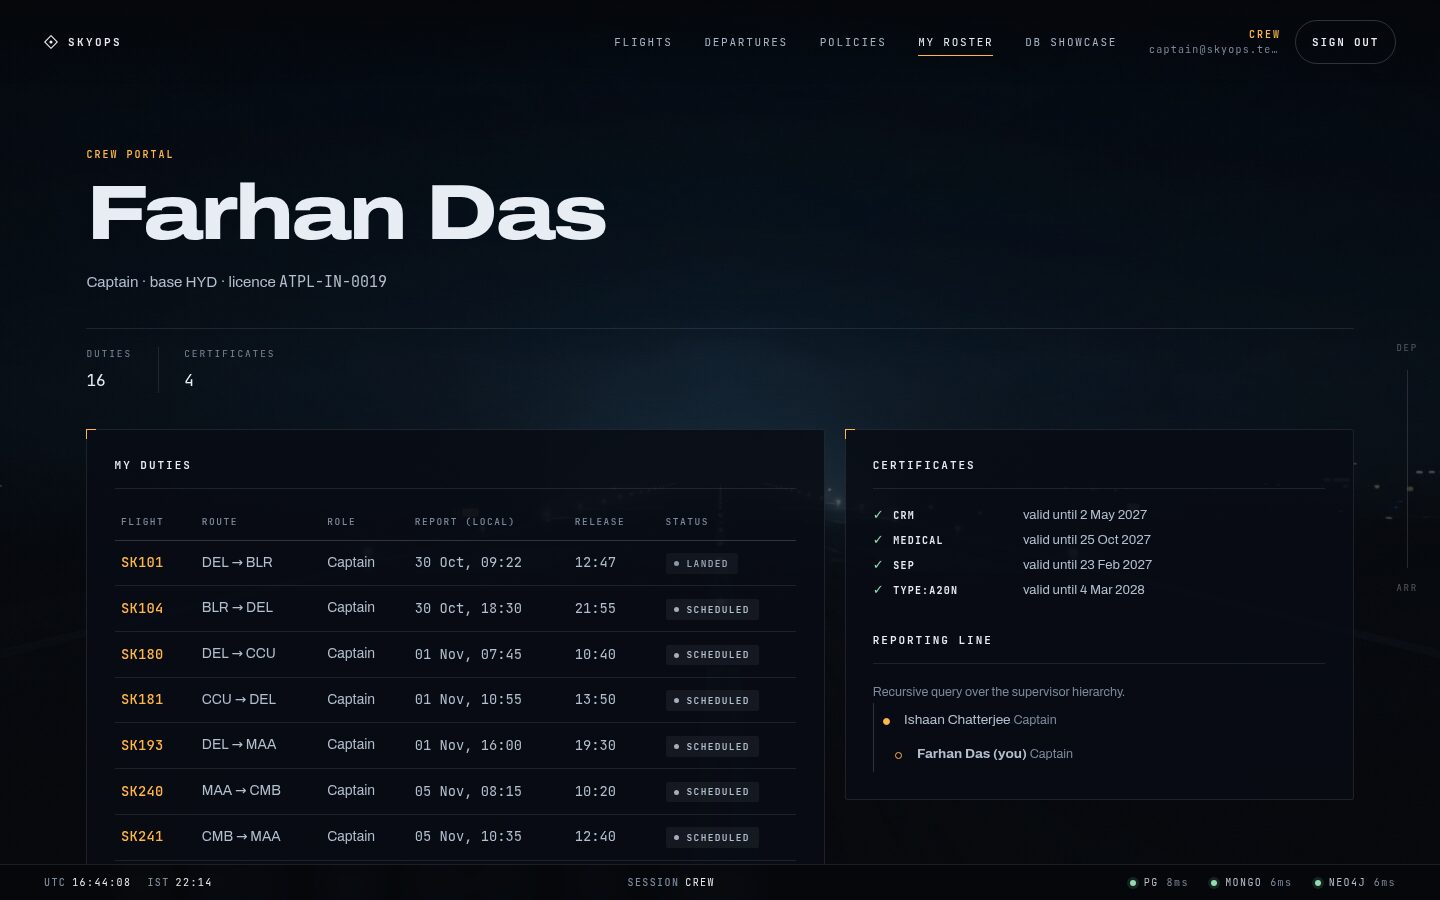 SKYOPS
FLIGHTS DEPARTURES POLICIES MY ROSTER DB SHOWCASE
CREW
captain@skyops.te…
SIGN OUT
CREW PORTAL
Farhan Das
Captain · base HYD · licence ATPL-IN-0019
DUTIES CERTIFICATES
16 4
DEP
ARR
MY DUTIES
FLIGHT ROUTE ROLE REPORT (LOCAL) RELEASE STATUS
SK101 DEL → BLR Captain 30 Oct, 09:22 12:47 LANDED
SK104 BLR → DEL Captain 30 Oct, 18:30 21:55 SCHEDULED
SK180 DEL → CCU Captain 01 Nov, 07:45 10:40 SCHEDULED
SK181 CCU → DEL Captain 01 Nov, 10:55 13:50 SCHEDULED
SK193 DEL → MAA Captain 01 Nov, 16:00 19:30 SCHEDULED
SK240 MAA → CMB Captain 05 Nov, 08:15 10:20 SCHEDULED
SK241 CMB → MAA Captain 05 Nov, 10:35 12:40 SCHEDULED
CERTIFICATES
✓ CRM valid until 2 May 2027
✓ MEDICAL valid until 25 Oct 2027
✓ SEP valid until 23 Feb 2027
✓ TYPE:A20N valid until 4 Mar 2028
REPORTING LINE
Recursive query over the supervisor hierarchy.
Ishaan Chatterjee Captain
Farhan Das (you) Captain
UTC 16:44:08 IST 22:14
SESSION CREW
PG 8ms MONGO 6ms NEO4J 6ms